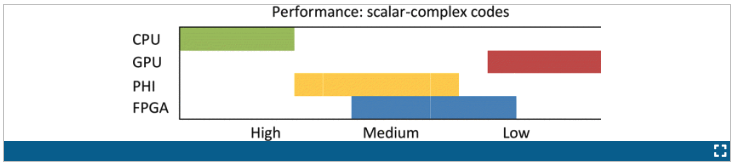 Performance: scalar-complex codes
CPU
GPU
PHI
FPGA
High Medium Low